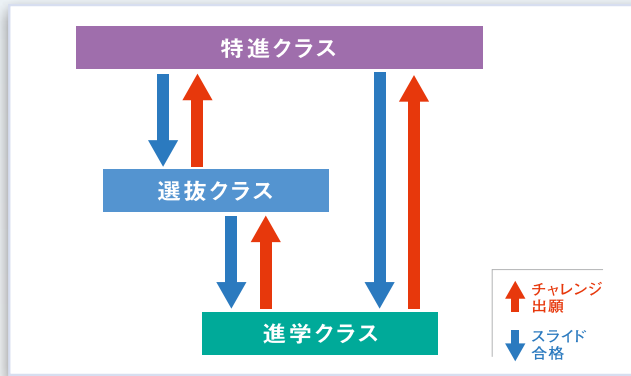 特進クラス
選抜クラス
進学クラス
チャレンジ
出願
スライド
合格